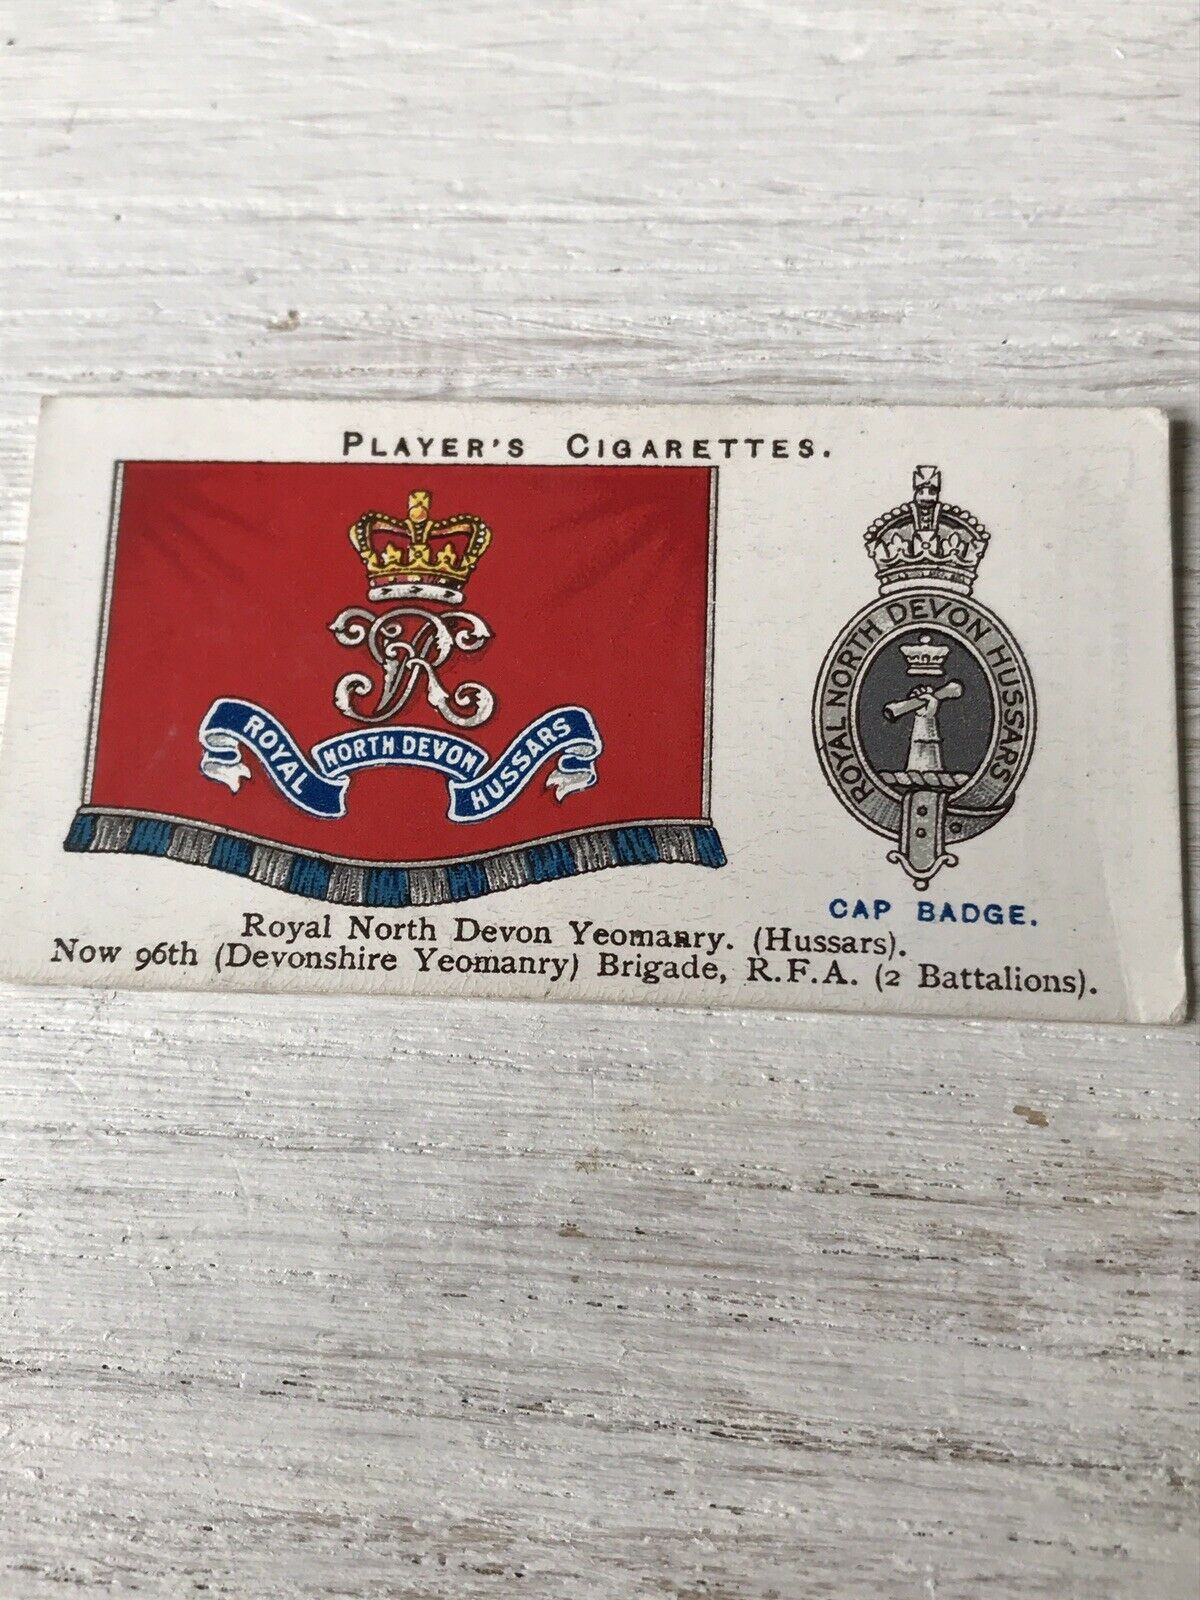 PLAYER'S CIGARETTES.
ROYAL NORTH DEVON HUSSARS
ROYAL NORTH DEVON HUSSARS
CAP BADGE.
Royal North Devon Yeomanry. (Hussars).
Now 96th (Devonshire Yeomanry) Brigade, R.F.A. (2 Battalions).